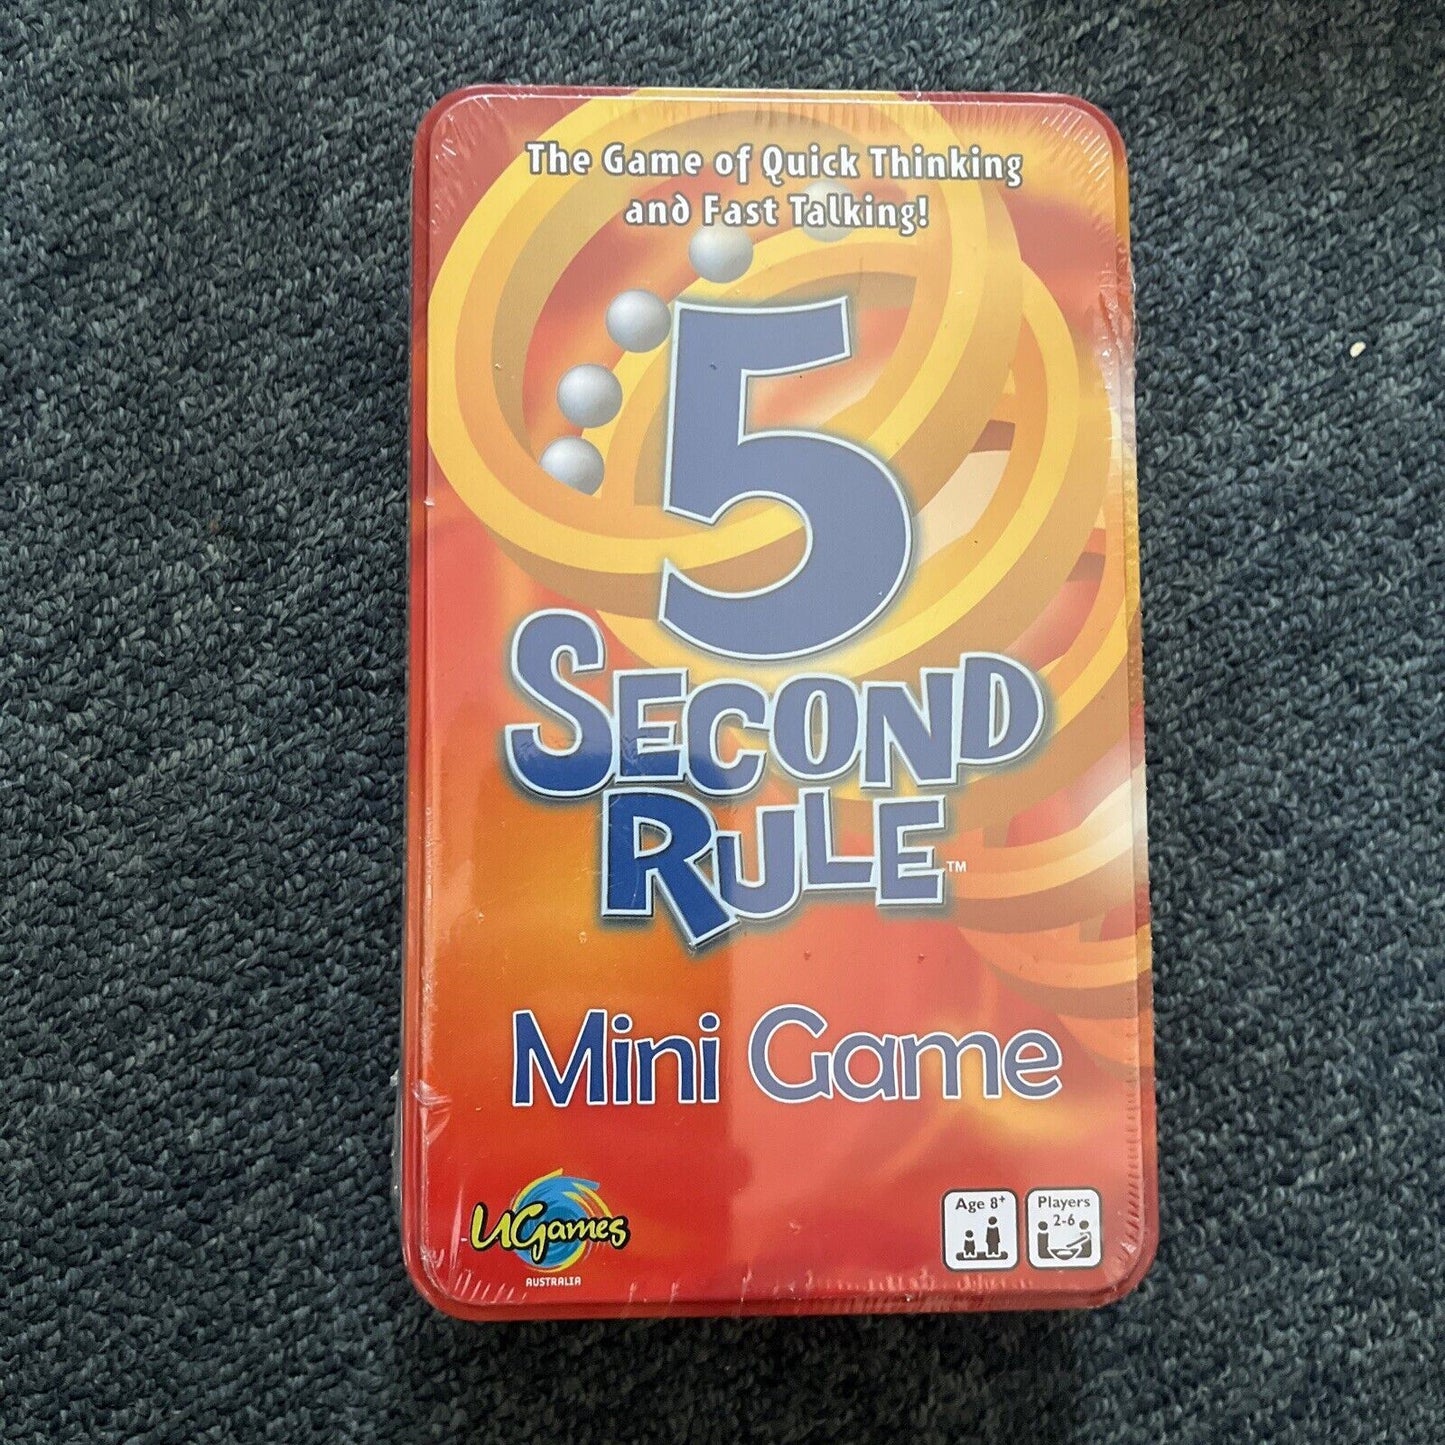 The Game of Quick Thinking
and Fast Talking!
5
SECOND
RULE™
Mini Game
UGames
AUSTRALIA
Age 8+
Players
2-6